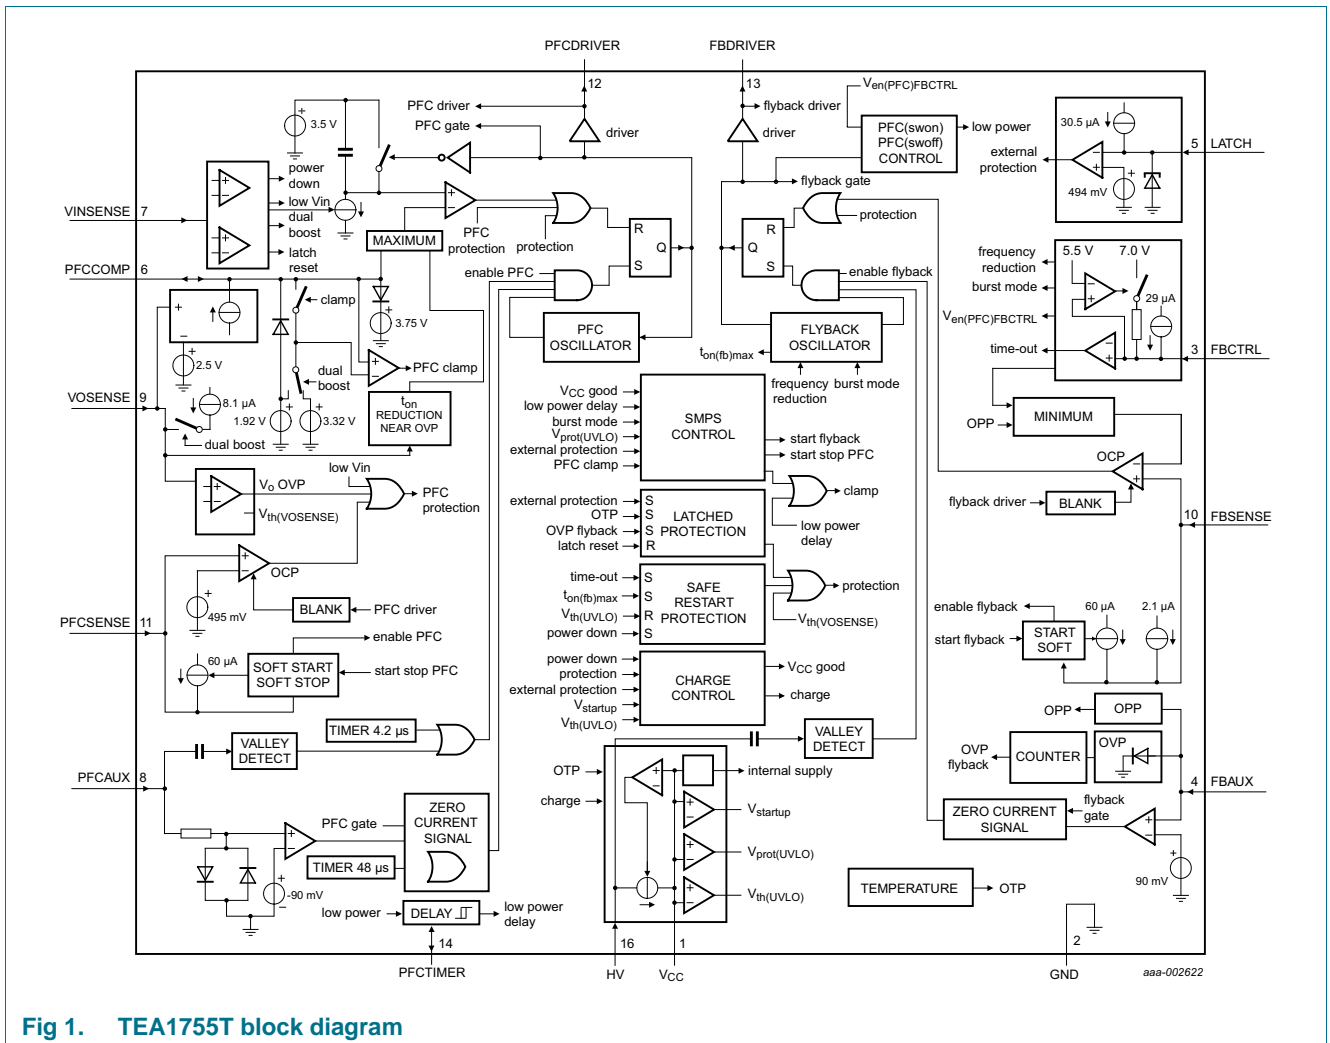 PFCDRIVER
FBDRIVER
12
13
PFC driver
PFC gate
driver
flyback driver
driver
flyback gate
Ven(PFC)FBCTRL
PFC(swon)
PFC(swoff)
CONTROL
low power
30.5 µA
external
protection
494 mV
5
LATCH
3.5 V
VINSENSE
7
power
down
low Vin
dual
boost
latch
reset
MAXIMUM
PFC
protection
protection
R
Q
S
R
Q
S
protection
enable PFC
enable flyback
PFCCOMP
6
clamp
3.75 V
2.5 V
PFC
OSCILLATOR
FLYBACK
OSCILLATOR
ton(fb)max
frequency
reduction
burst mode
frequency
reduction
burst mode
Ven(PFC)FBCTRL
time-out
5.5 V
7.0 V
29 µA
3
FBCTRL
OPP
MINIMUM
OCP
flyback driver
BLANK
10
FBSENSE
VOSENSE
9
8.1 µA
dual boost
1.92 V
3.32 V
dual
boost
PFC clamp
ton
REDUCTION
NEAR OVP
VCC good
low power delay
burst mode
Vprot(UVLO)
external protection
PFC clamp
SMPS
CONTROL
start flyback
start stop PFC
clamp
low power
delay
low Vin
Vo OVP
Vth(VOSENSE)
PFC
protection
external protection
OTP
OVP flyback
latch reset
S
S
S
R
LATCHED
PROTECTION
OCP
495 mV
BLANK
PFC driver
time-out
ton(fb)max
Vth(UVLO)
power down
S
S
R
S
SAFE
RESTART
PROTECTION
protection
Vth(VOSENSE)
PFCSENSE
11
enable PFC
60 µA
SOFT START
SOFT STOP
start stop PFC
power down
protection
external protection
Vstartup
Vth(UVLO)
CHARGE
CONTROL
VCC good
charge
enable flyback
start flyback
START
SOFT
60 µA
2.1 µA
OPP
OPP
OVP
flyback
COUNTER
OVP
4
FBAUX
TIMER 4.2 µs
VALLEY
DETECT
PFCAUX
8
VALLEY
DETECT
OTP
charge
internal supply
Vstartup
Vprot(UVLO)
Vth(UVLO)
ZERO CURRENT
SIGNAL
flyback
gate
90 mV
PFC gate
ZERO
CURRENT
SIGNAL
TIMER 48 µs
-90 mV
low power
DELAY
low power
delay
TEMPERATURE
OTP
14
PFCTIMER
16
HV
1
VCC
2
GND
aaa-002622
Fig 1. TEA1755T block diagram